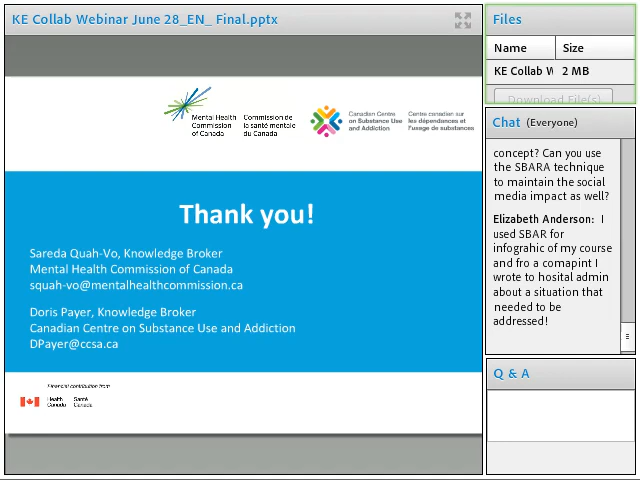 KE Collab Webinar June 28_EN_ Final.pptx
Mental Health
Commission
of Canada
Commission de
la santé mentale
du Canada
Canadian Centre
on Substance Use
and Addiction
Centre canadien sur
les dépendances et
l'usage de substances
Thank you!
Sareda Quah-Vo, Knowledge Broker
Mental Health Commission of Canada
squah-vo@mentalhealthcommission.ca
Doris Payer, Knowledge Broker
Canadian Centre on Substance Use and Addiction
DPayer@ccsa.ca
Financial contribution from
Health
Canada
Santé
Canada
Files
Name Size
KE Collab W 2 MB
Download File(s)
Chat (Everyone)
concept? Can you use
the SBARA technique
to maintain the social
media impact as well?
Elizabeth Anderson: I
used SBAR for
infograhic of my course
and fro a comapint I
wrote to hosital admin
about a situation that
needed to be
addressed!
Q & A